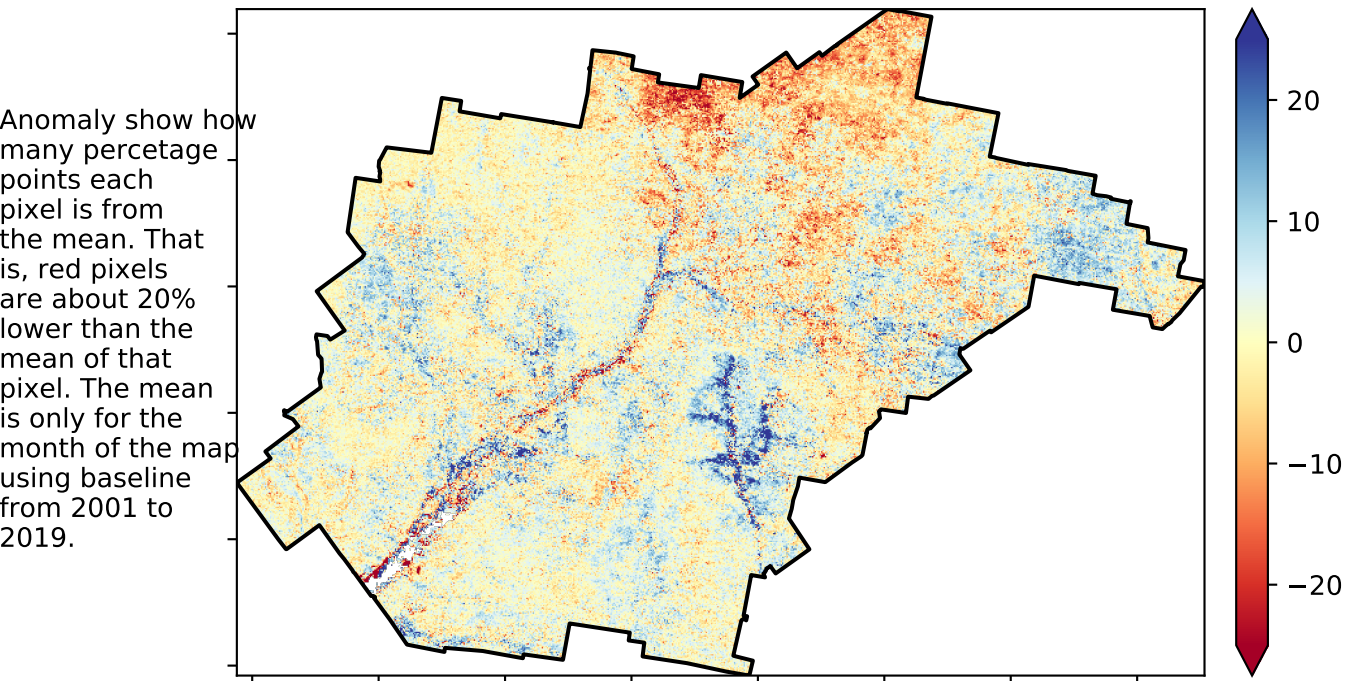 Anomaly show how
many percetage
points each
pixel is from
the mean. That
is, red pixels
are about 20%
lower than the
mean of that
pixel. The mean
is only for the
month of the map
using baseline
from 2001 to
2019.
20
10
0
−10
−20